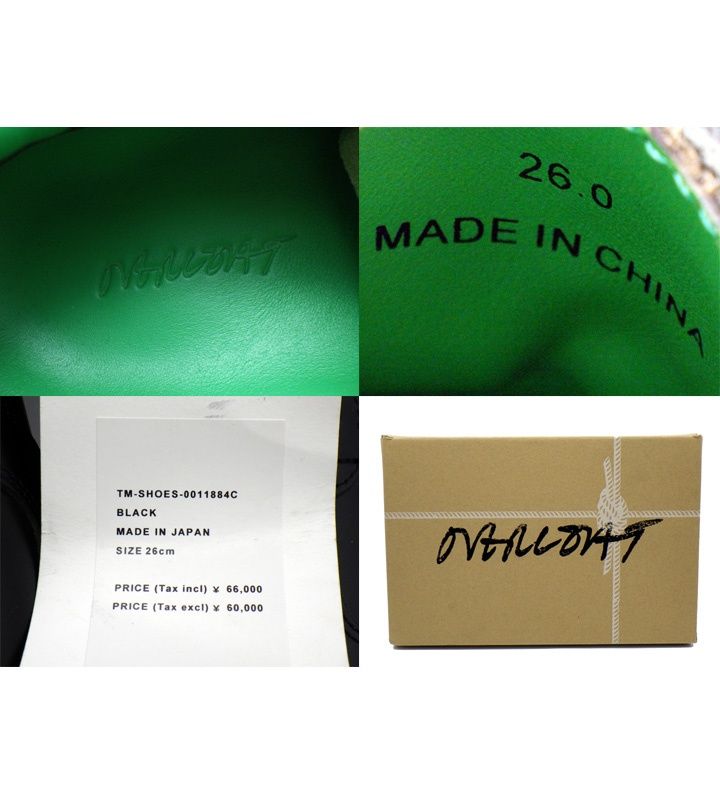 OVERCOAT
26.0
MADE IN CHINA
TM-SHOES-0011884C
BLACK
MADE IN JAPAN
SIZE 26cm
PRICE (Tax incl) ¥ 66,000
PRICE (Tax excl) ¥ 60,000
OVERCOAT